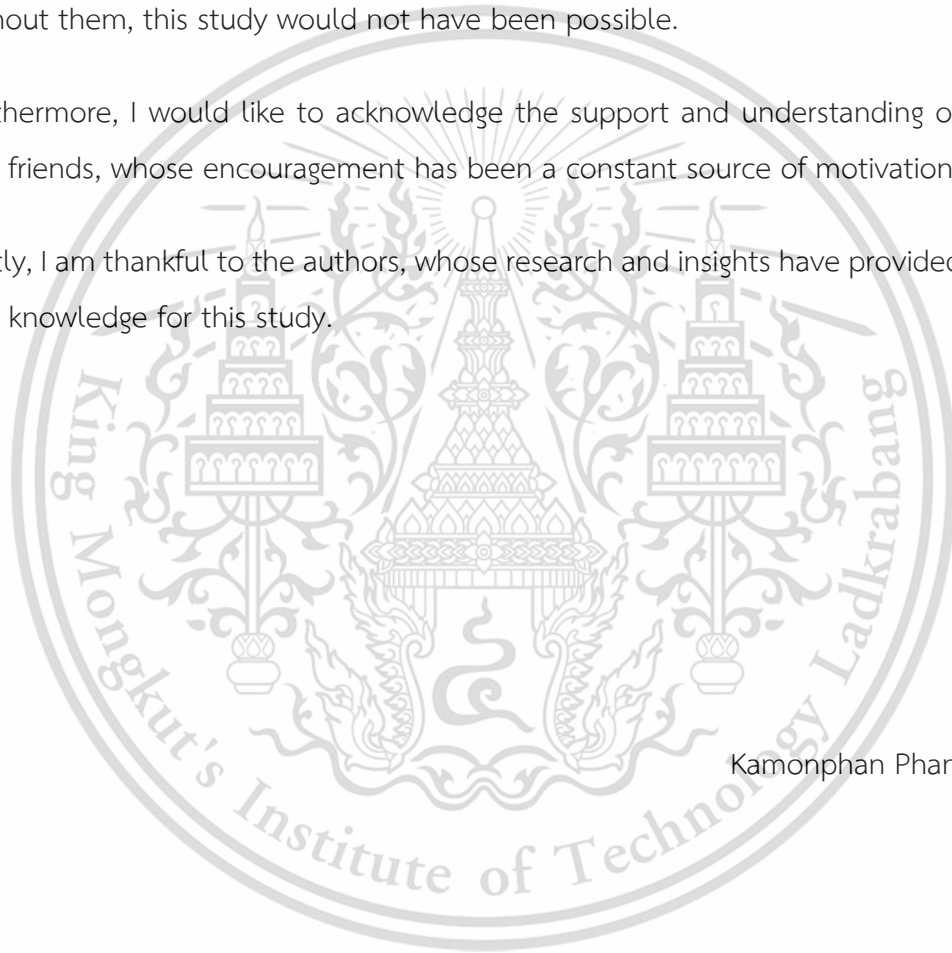 hout them, this study would not have been possible.
thermore, I would like to acknowledge the support and understanding o
friends, whose encouragement has been a constant source of motivation
tly, I am thankful to the authors, whose research and insights have provided
knowledge for this study.
King Mongkut's Institute of Technology Ladkrabang
๔
Kamonphan Phan